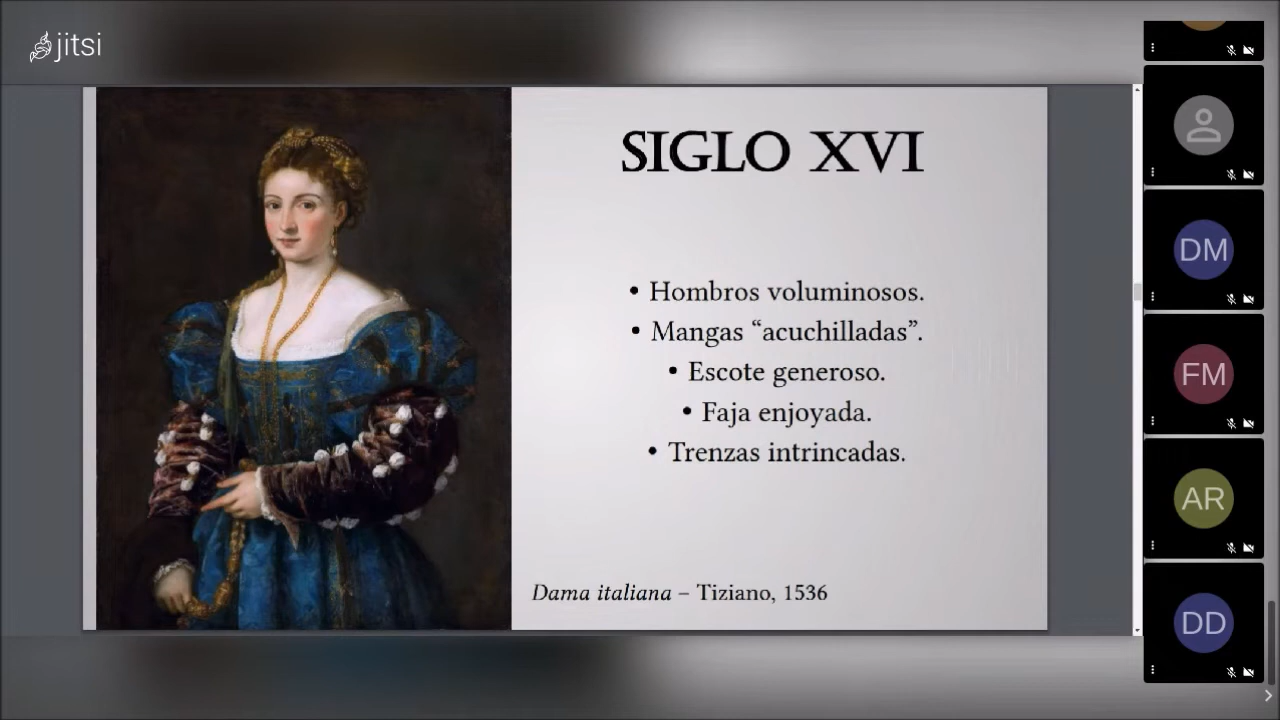 jitsi
SIGLO XVI
• Hombros voluminosos.
• Mangas “acuchilladas”.
• Escote generoso.
• Faja enjoyada.
• Trenzas intrincadas.
Dama italiana – Tiziano, 1536
DM
FM
AR
DD